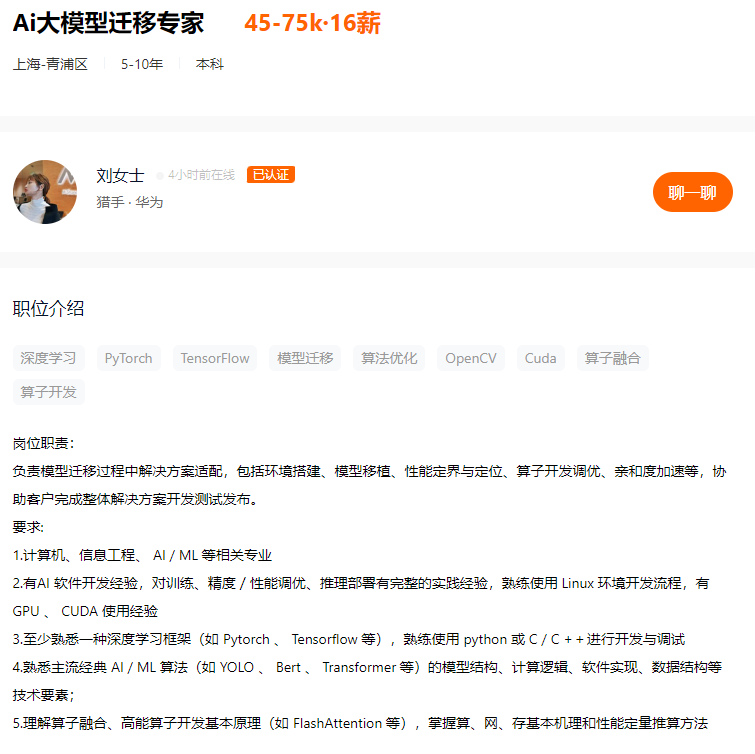 Ai大模型迁移专家 45-75k·16薪
上海-青浦区 5-10年 本科
刘女士 4小时前在线 已认证
猎手 · 华为
聊一聊
职位介绍
深度学习 PyTorch TensorFlow 模型迁移 算法优化 OpenCV Cuda 算子融合
算子开发
岗位职责：
负责模型迁移过程中解决方案适配，包括环境搭建、模型移植、性能定界与定位、算子开发调优、亲和度加速等，协
助客户完成整体解决方案开发测试发布。
要求:
1.计算机、信息工程、 AI / ML 等相关专业
2.有AI 软件开发经验，对训练、精度 / 性能调优、推理部署有完整的实践经验，熟练使用 Linux 环境开发流程，有
GPU 、 CUDA 使用经验
3.至少熟悉一种深度学习框架（如 Pytorch 、 Tensorflow 等），熟练使用 python 或 C / C + + 进行开发与调试
4.熟悉主流经典 AI / ML 算法（如 YOLO 、 Bert 、 Transformer 等）的模型结构、计算逻辑、软件实现、数据结构等
技术要素；
5.理解算子融合、高能算子开发基本原理（如 FlashAttention 等），掌握算、网、存基本机理和性能定量推算方法